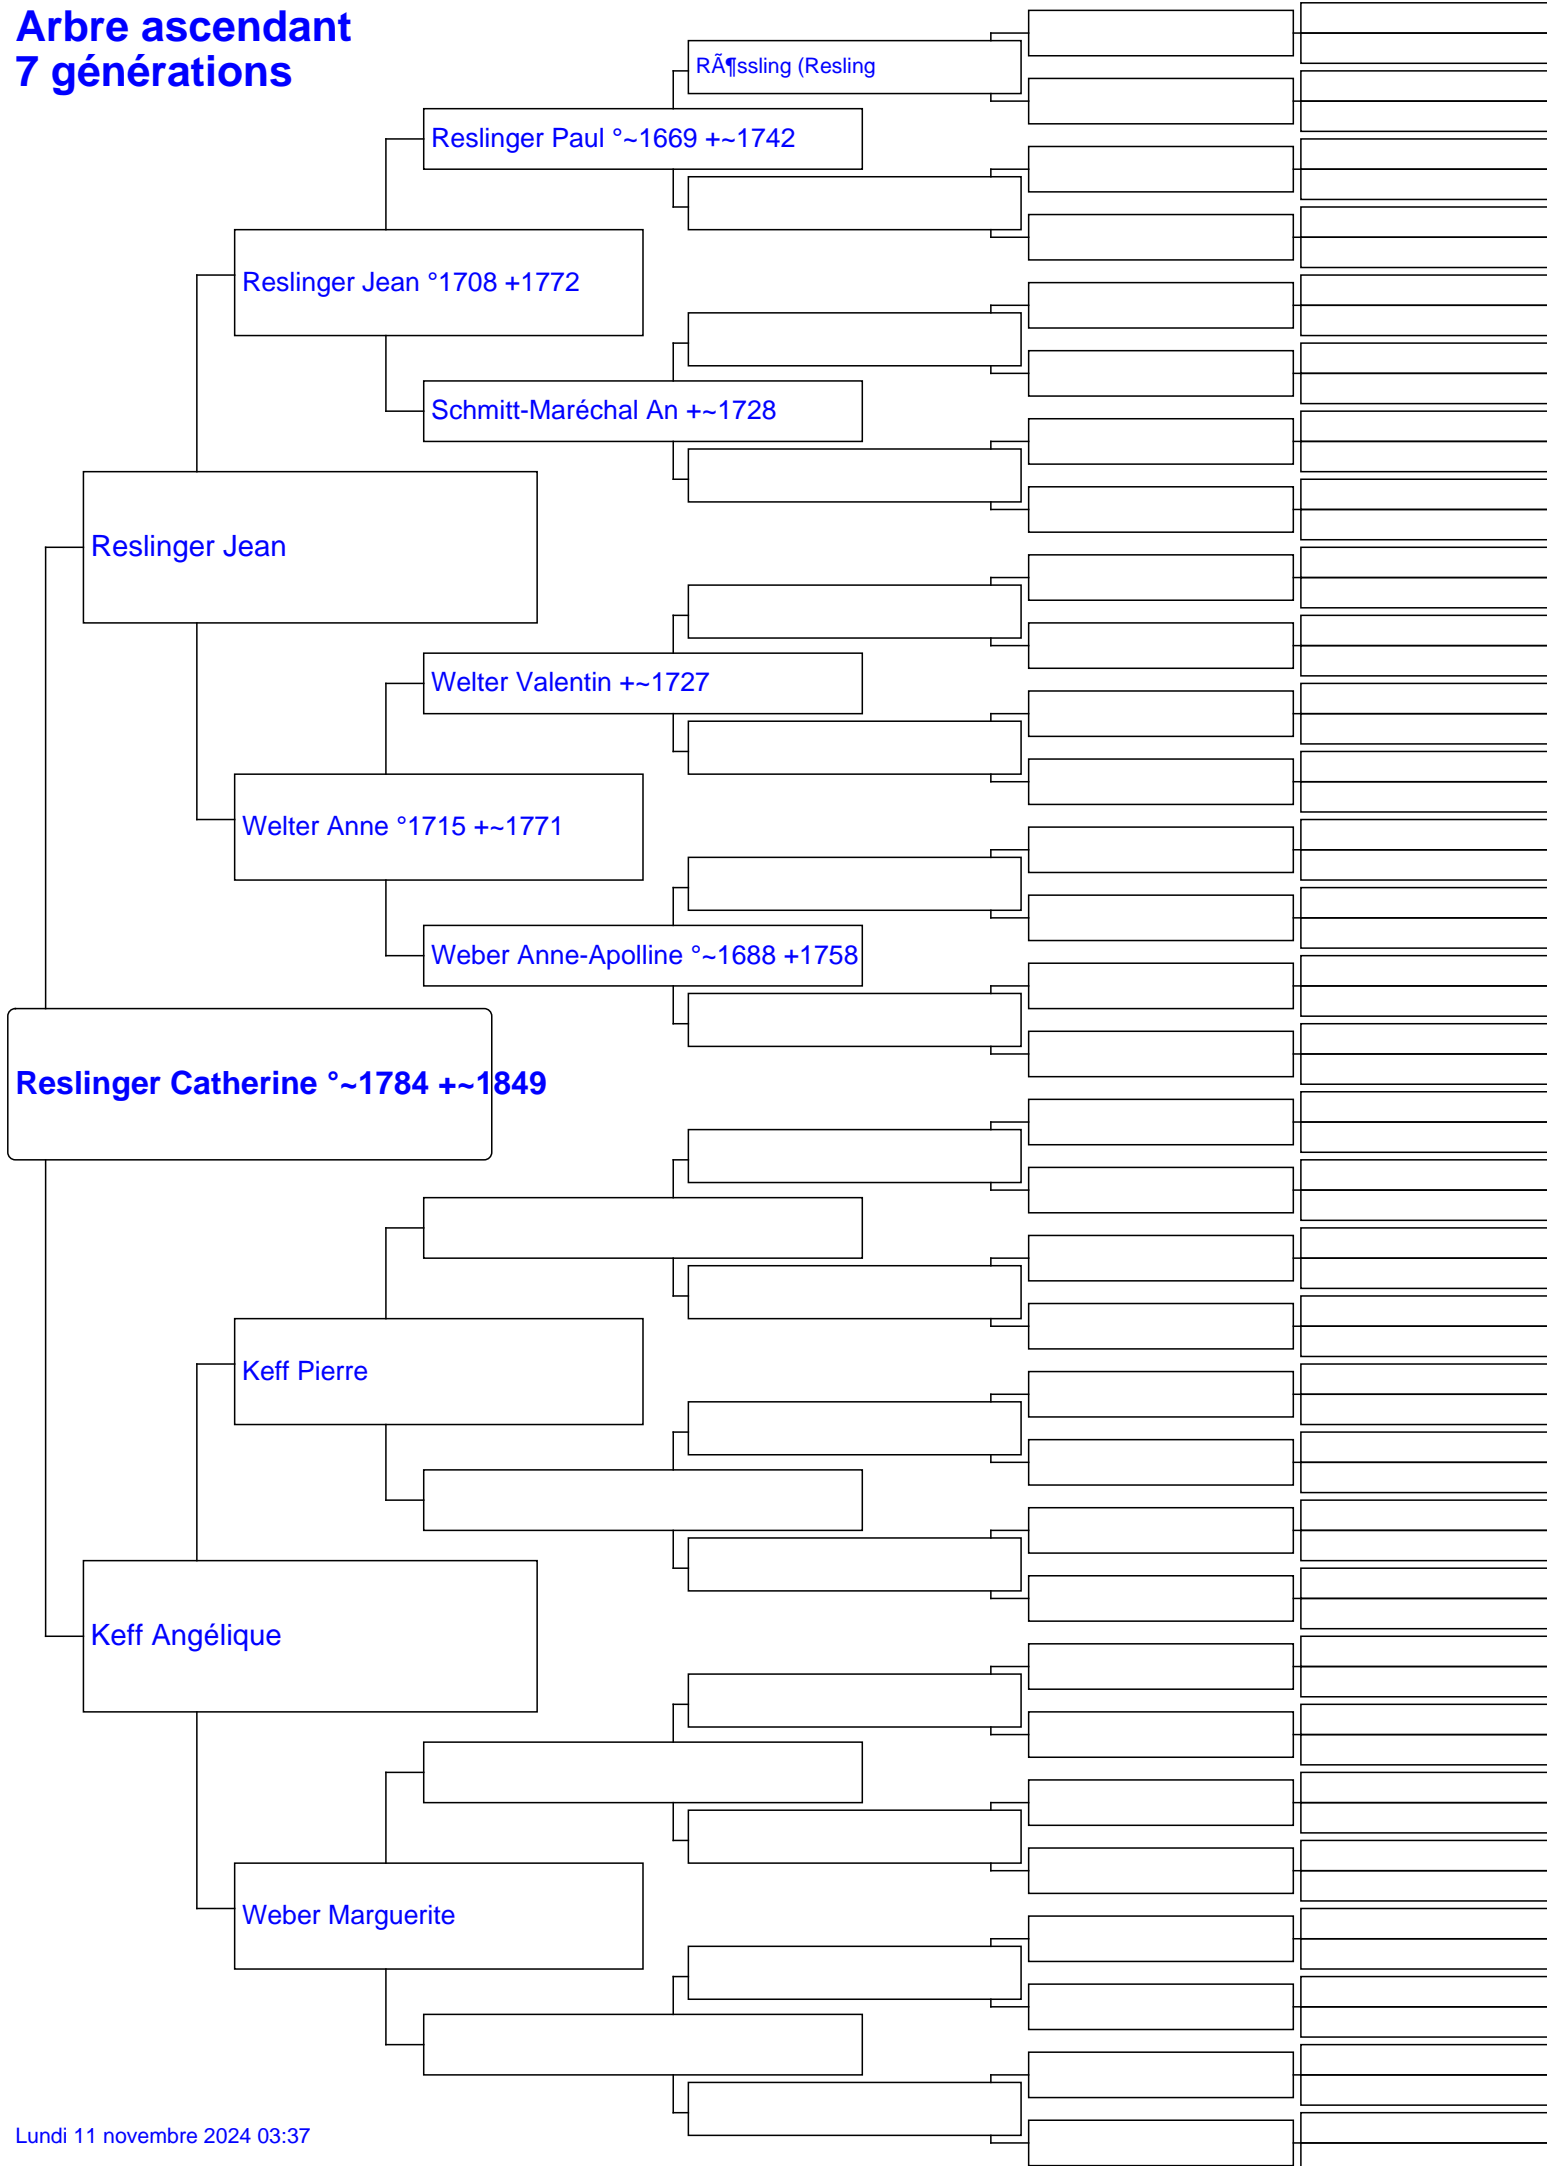 Arbre ascendant
7 générations
RÃ¶ssling (Resling
Reslinger Paul °~1669 +~1742
Reslinger Jean °1708 +1772
Schmitt-Maréchal An +~1728
Reslinger Jean
Welter Valentin +~1727
Welter Anne °1715 +~1771
Weber Anne-Apolline °~1688 +1758
Reslinger Catherine °~1784 +~1849
Keff Pierre
Keff Angélique
Weber Marguerite
Lundi 11 novembre 2024 03:37